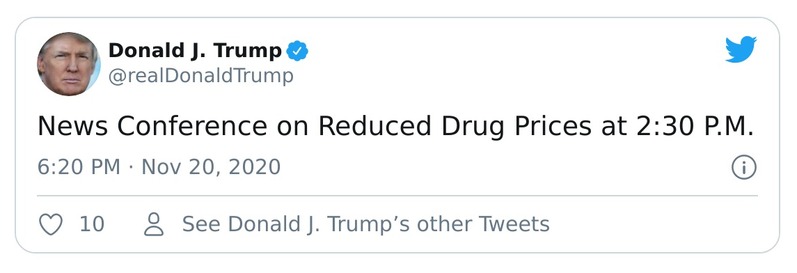 Donald J. Trump
@realDonaldTrump
News Conference on Reduced Drug Prices at 2:30 P.M.
6:20 PM · Nov 20, 2020
10 See Donald J. Trump’s other Tweets